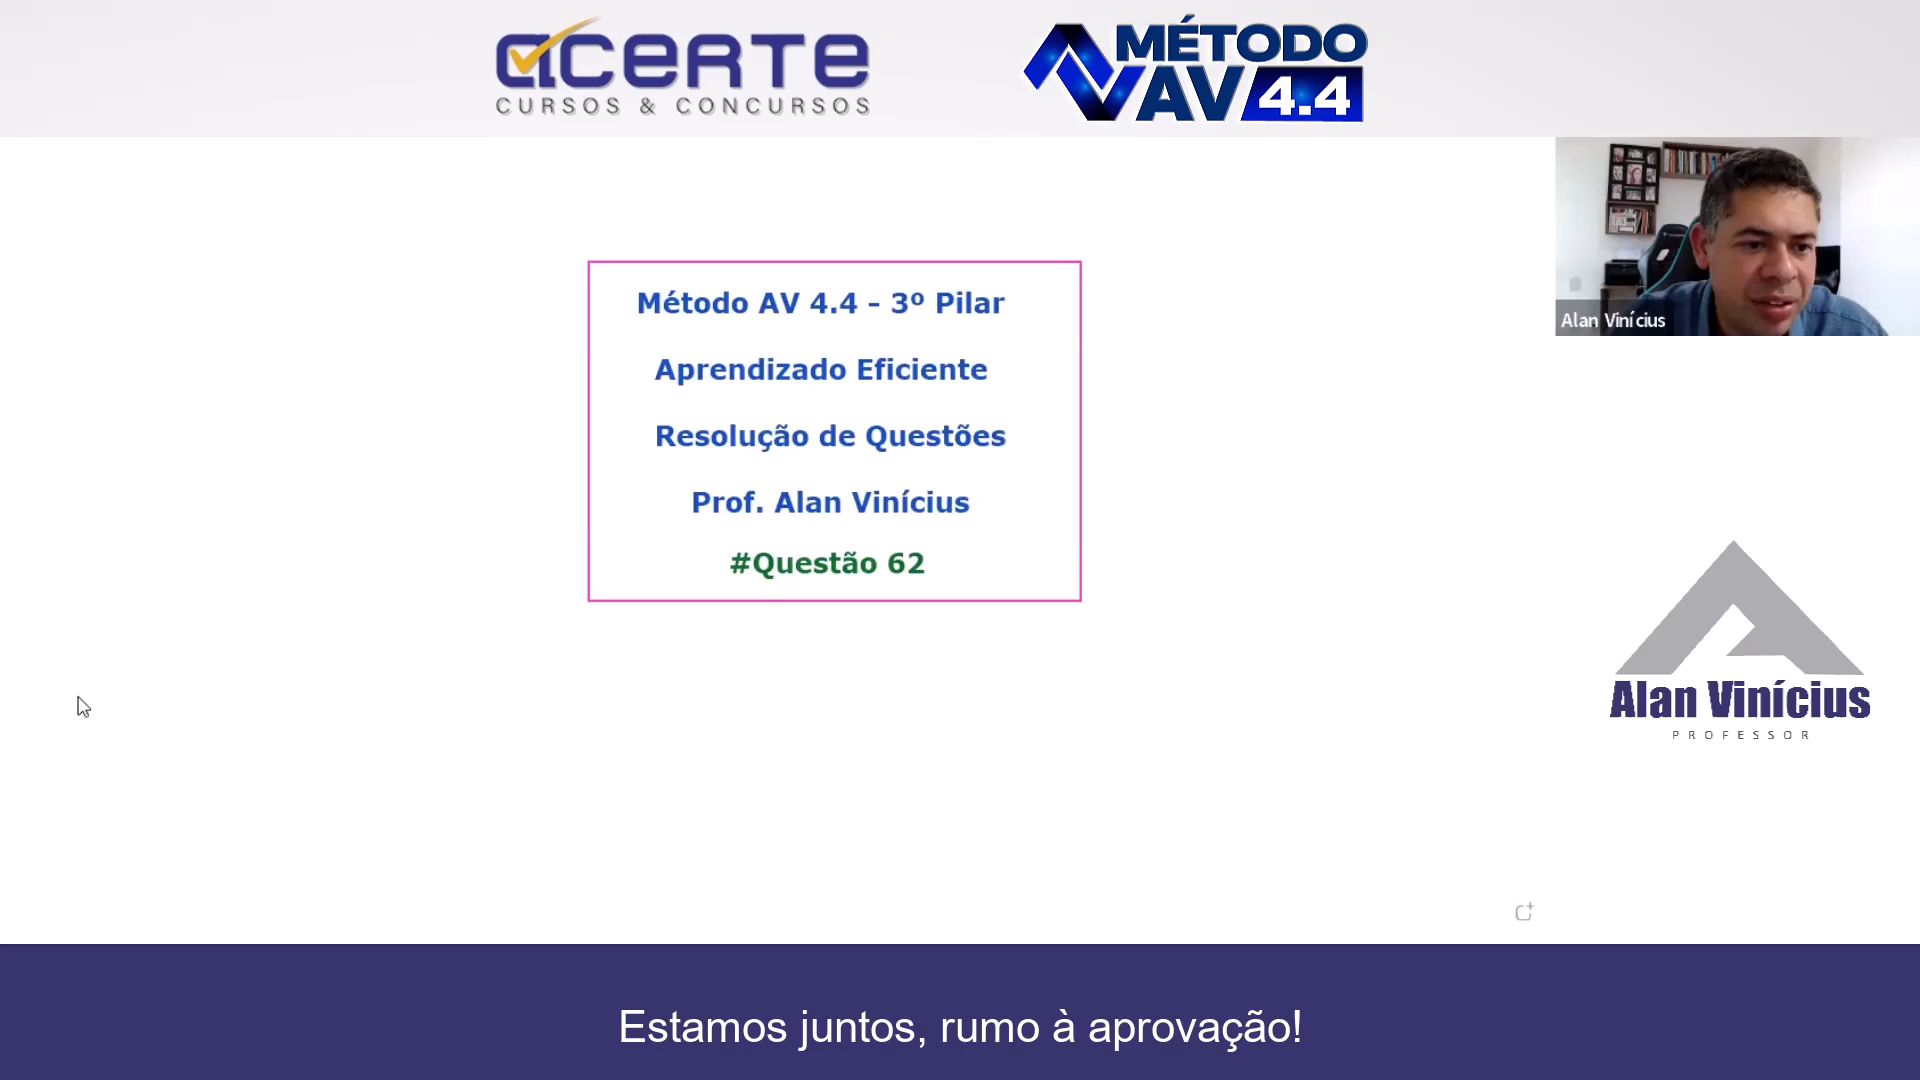 acerte
CURSOS & CONCURSOS
MÉTODO
AV 4.4
Alan Vinícius
Método AV 4.4 - 3º Pilar
Aprendizado Eficiente
Resolução de Questões
Prof. Alan Vinícius
#Questão 62
Alan Vinícius
PROFESSOR
Estamos juntos, rumo à aprovação!